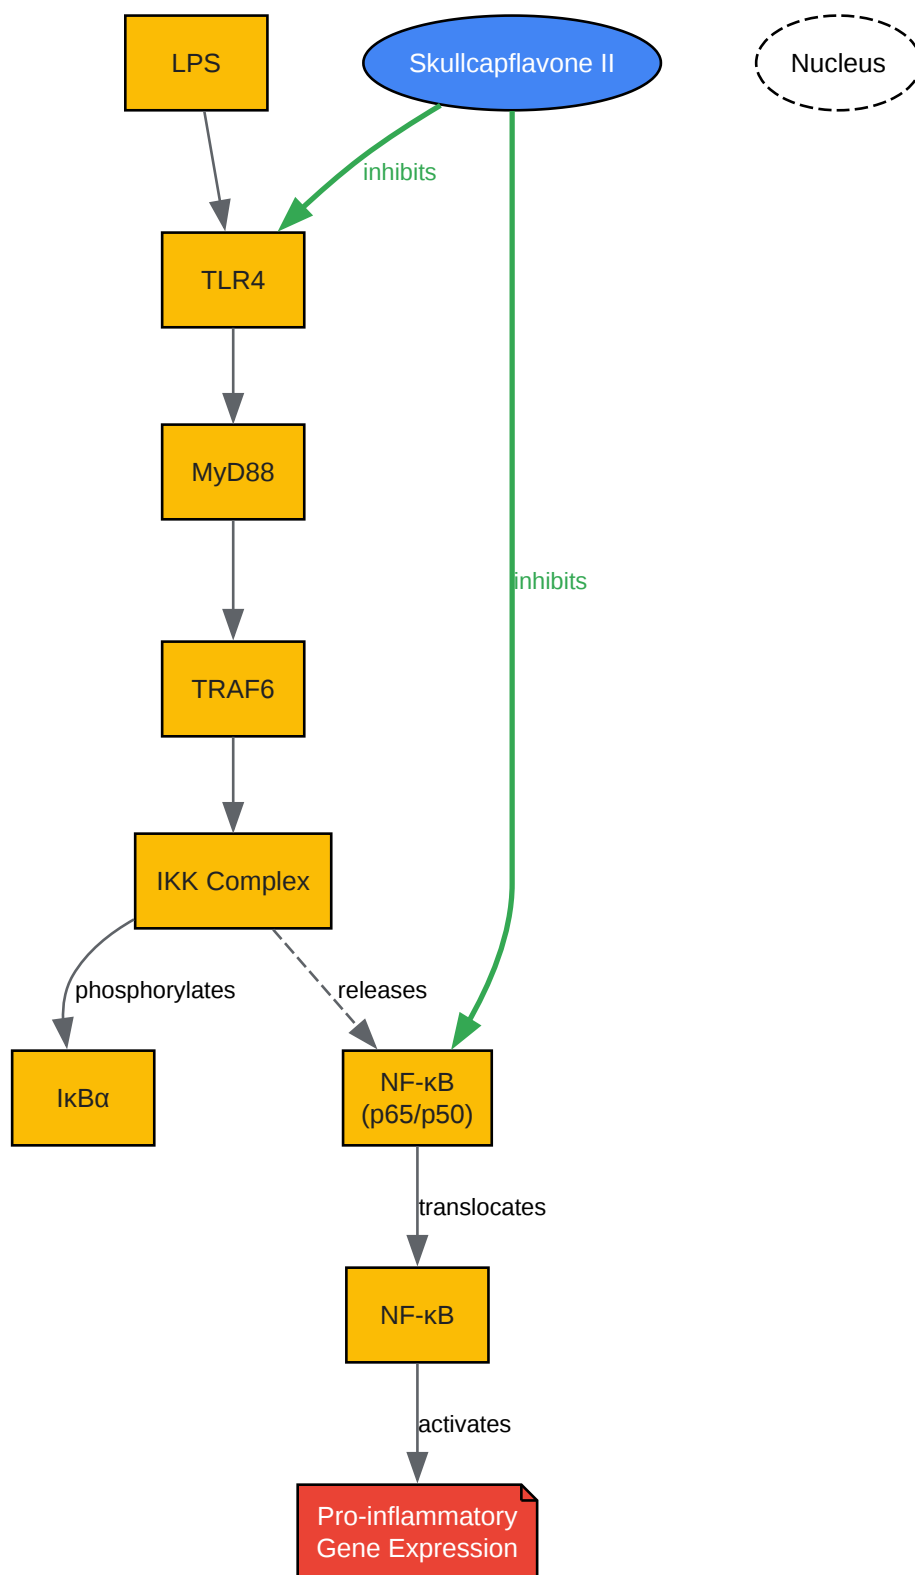 LPS
Skullcapflavone II
Nucleus
inhibits
TLR4
MyD88
inhibits
TRAF6
IKK Complex
phosphorylates
releases
IκBα
NF-κB
(p65/p50)
translocates
NF-κB
activates
Pro-inflammatory
Gene Expression